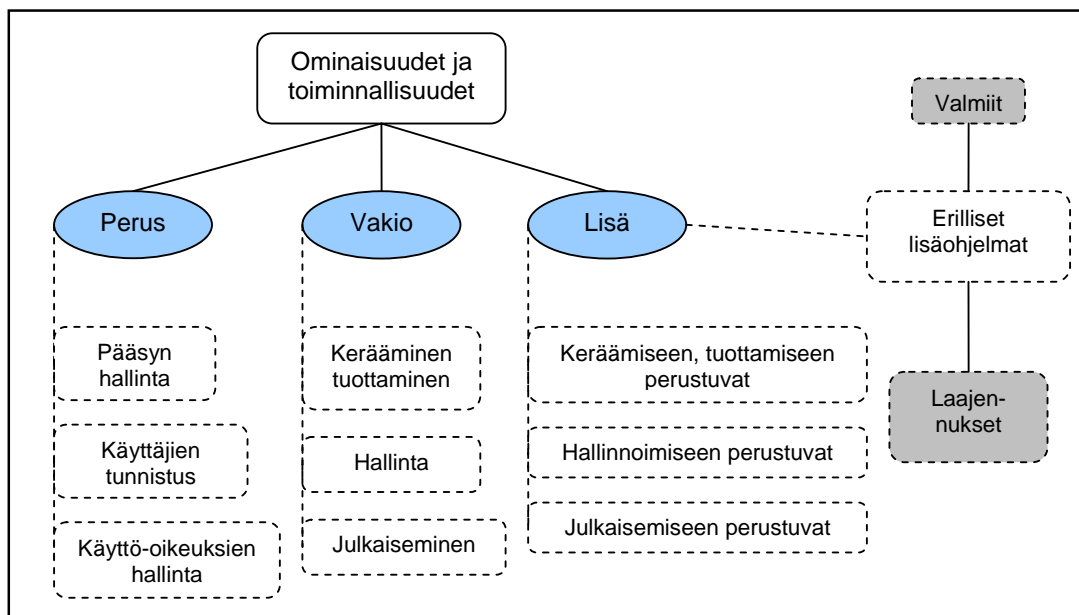 Ominaisuudet ja
toiminnallisuudet
Valmiit
Perus
Vakio
Lisä
Erilliset
lisäohjelmat
Pääsyn
hallinta
Kerääminen
tuottaminen
Keräämiseen, tuottamiseen
perustuvat
Laajen-
nukset
Käyttäjien
tunnistus
Hallinta
Hallinnoimiseen perustuvat
Käyttö-oikeuksien
hallinta
Julkaiseminen
Julkaisemiseen perustuvat